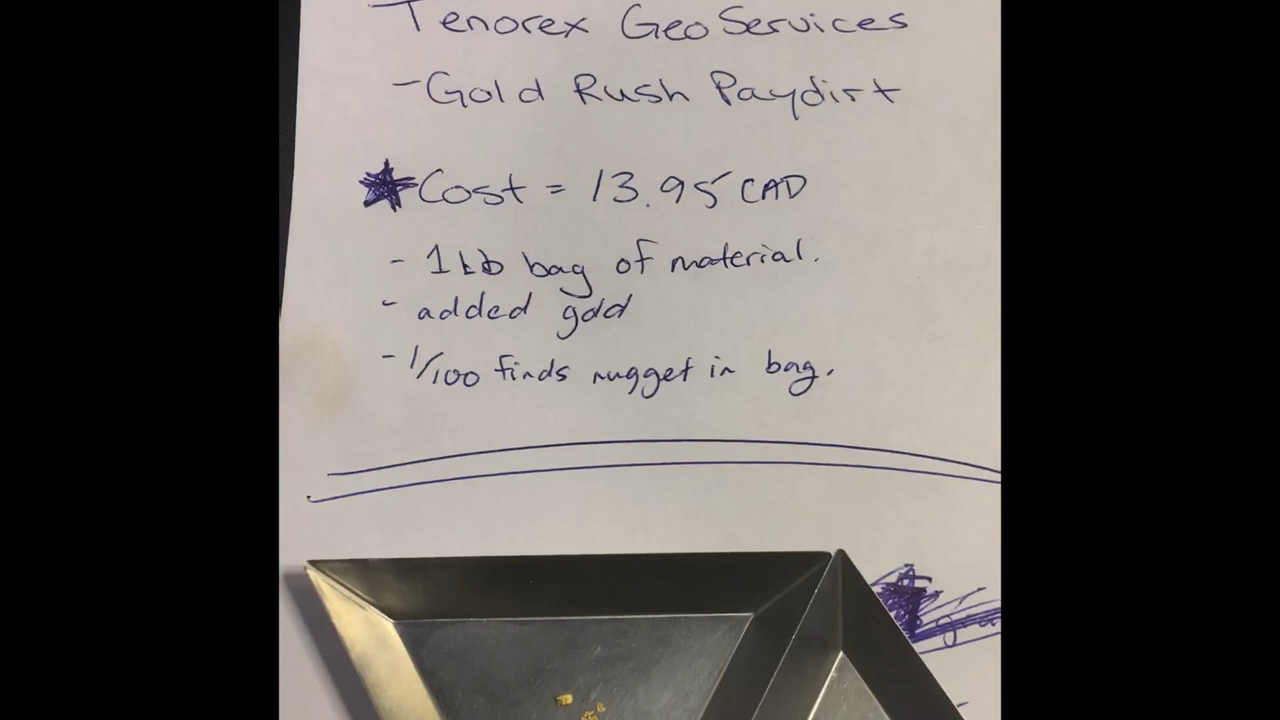 Tenorex GeoServices
- Gold Rush Paydirt
Cost = 13.95 CAD
- 1 lb bag of material.
- added gold
- 1/100 finds nugget in bag.